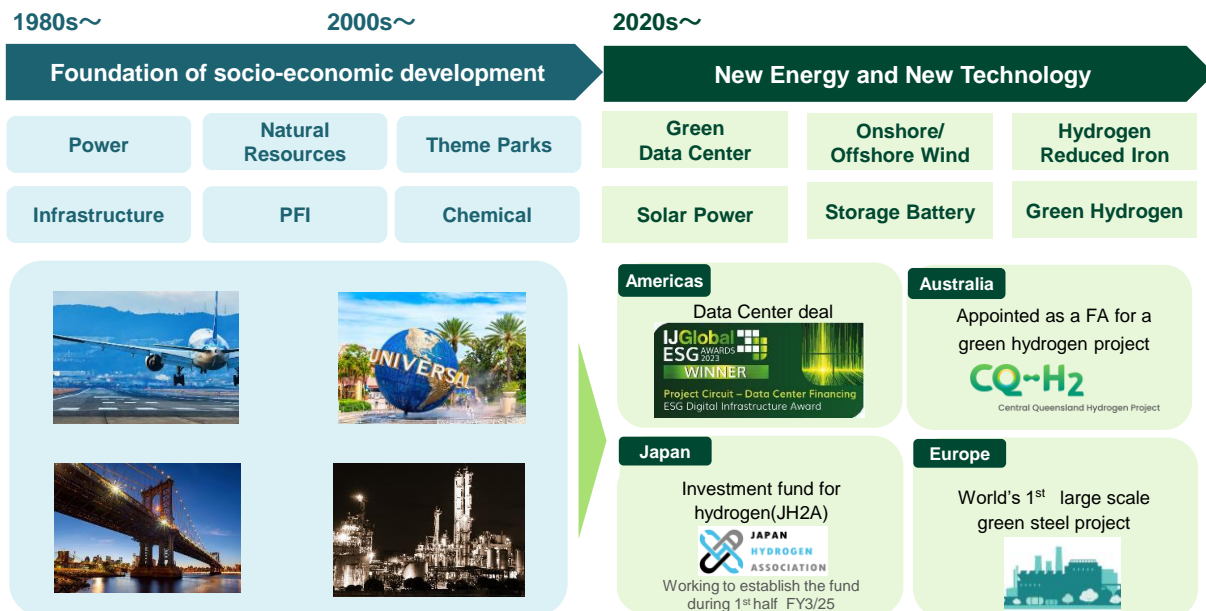 1980s～
2000s～
2020s～
Foundation of socio-economic development
New Energy and New Technology
Power
Natural
Resources
Theme Parks
Infrastructure
PFI
Chemical
Green
Data Center
Onshore/
Offshore Wind
Hydrogen
Reduced Iron
Solar Power
Storage Battery
Green Hydrogen
UNIVERSAL
Americas
Data Center deal
IJGlobal
ESG AWARDS
2023
WINNER
Project Circuit – Data Center Financing
ESG Digital Infrastructure Award
Australia
Appointed as a FA for a
green hydrogen project
CQ-H2
Central Queensland Hydrogen Project
Japan
Investment fund for
hydrogen(JH2A)
JAPAN
HYDROGEN
ASSOCIATION
Working to establish the fund
during 1st half FY3/25
Europe
World's 1st large scale
green steel project